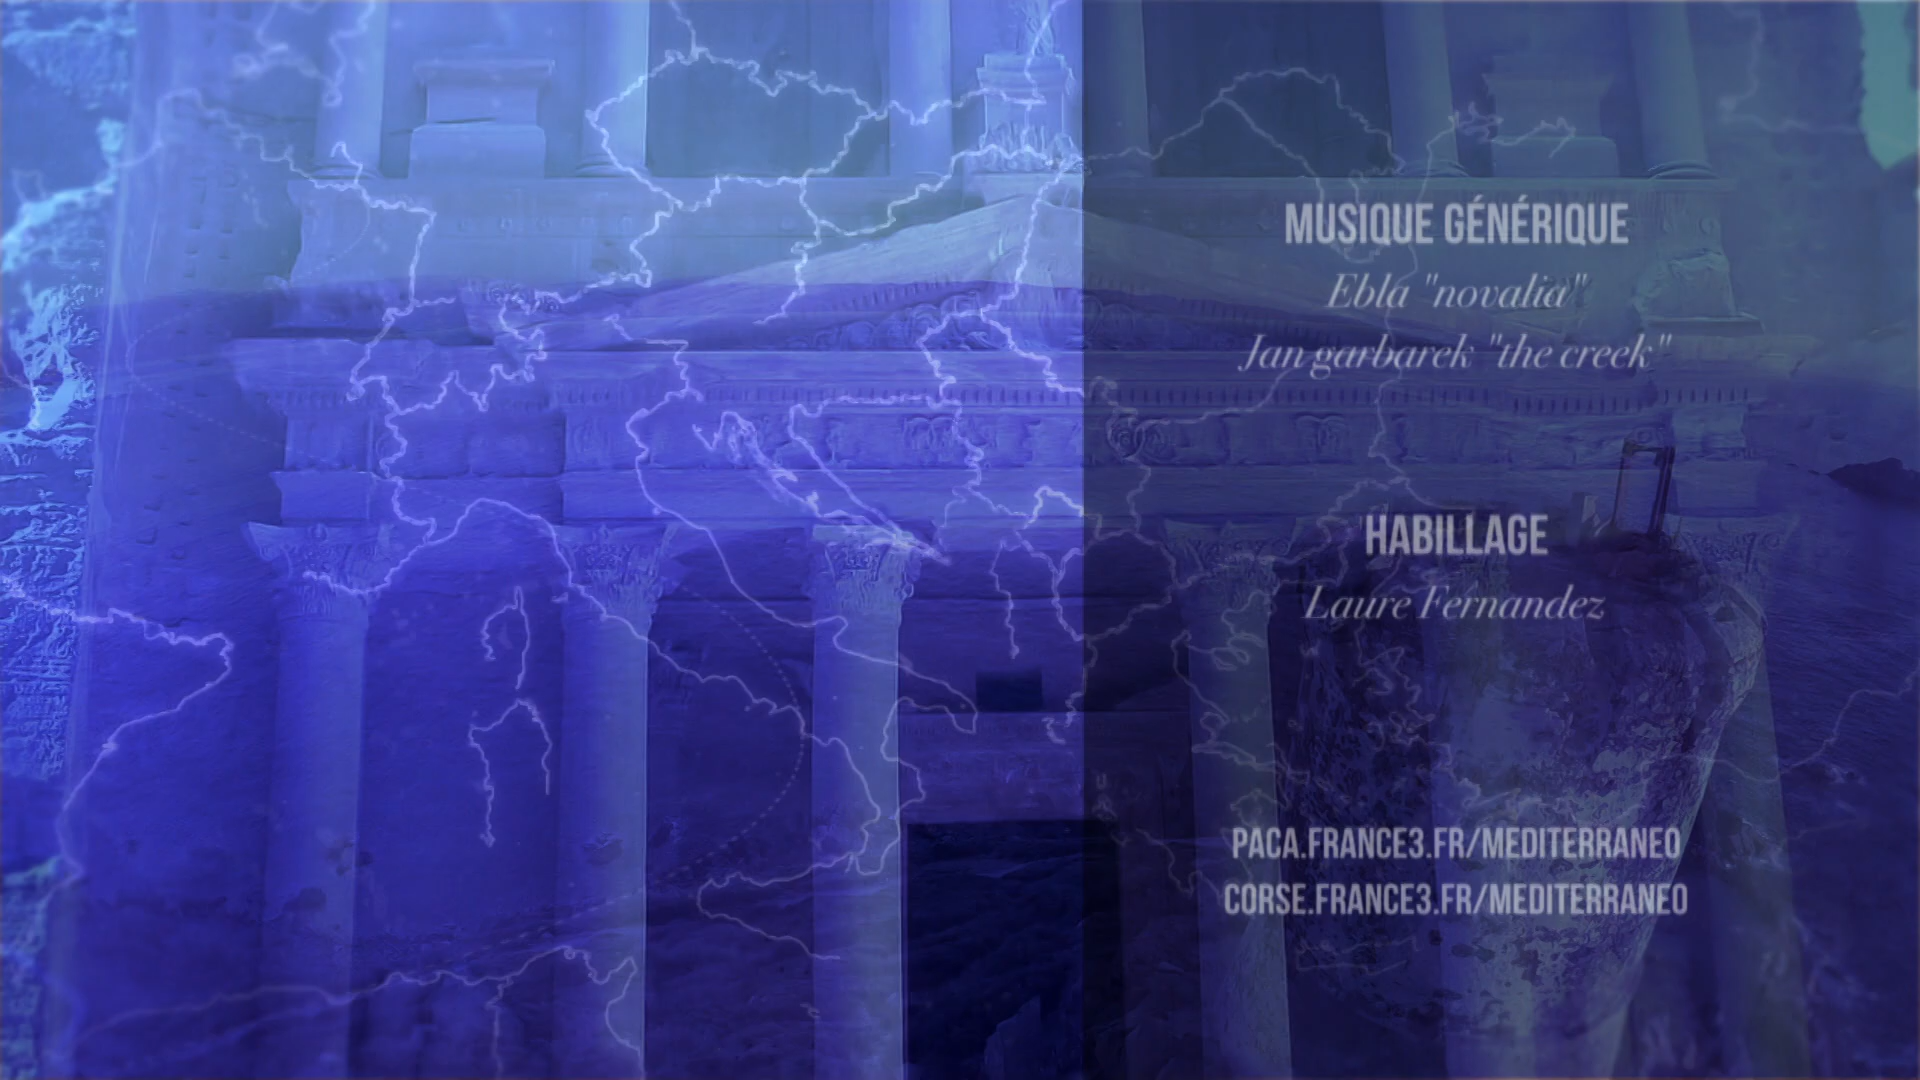 MUSIQUE GÉNÉRIQUE
Ebla "novalia"
Jan garbarek "the creek"
HABILLAGE
Laure Fernandez
PACA.FRANCE3.FR/MEDITERRANEO
CORSE.FRANCE3.FR/MEDITERRANEO